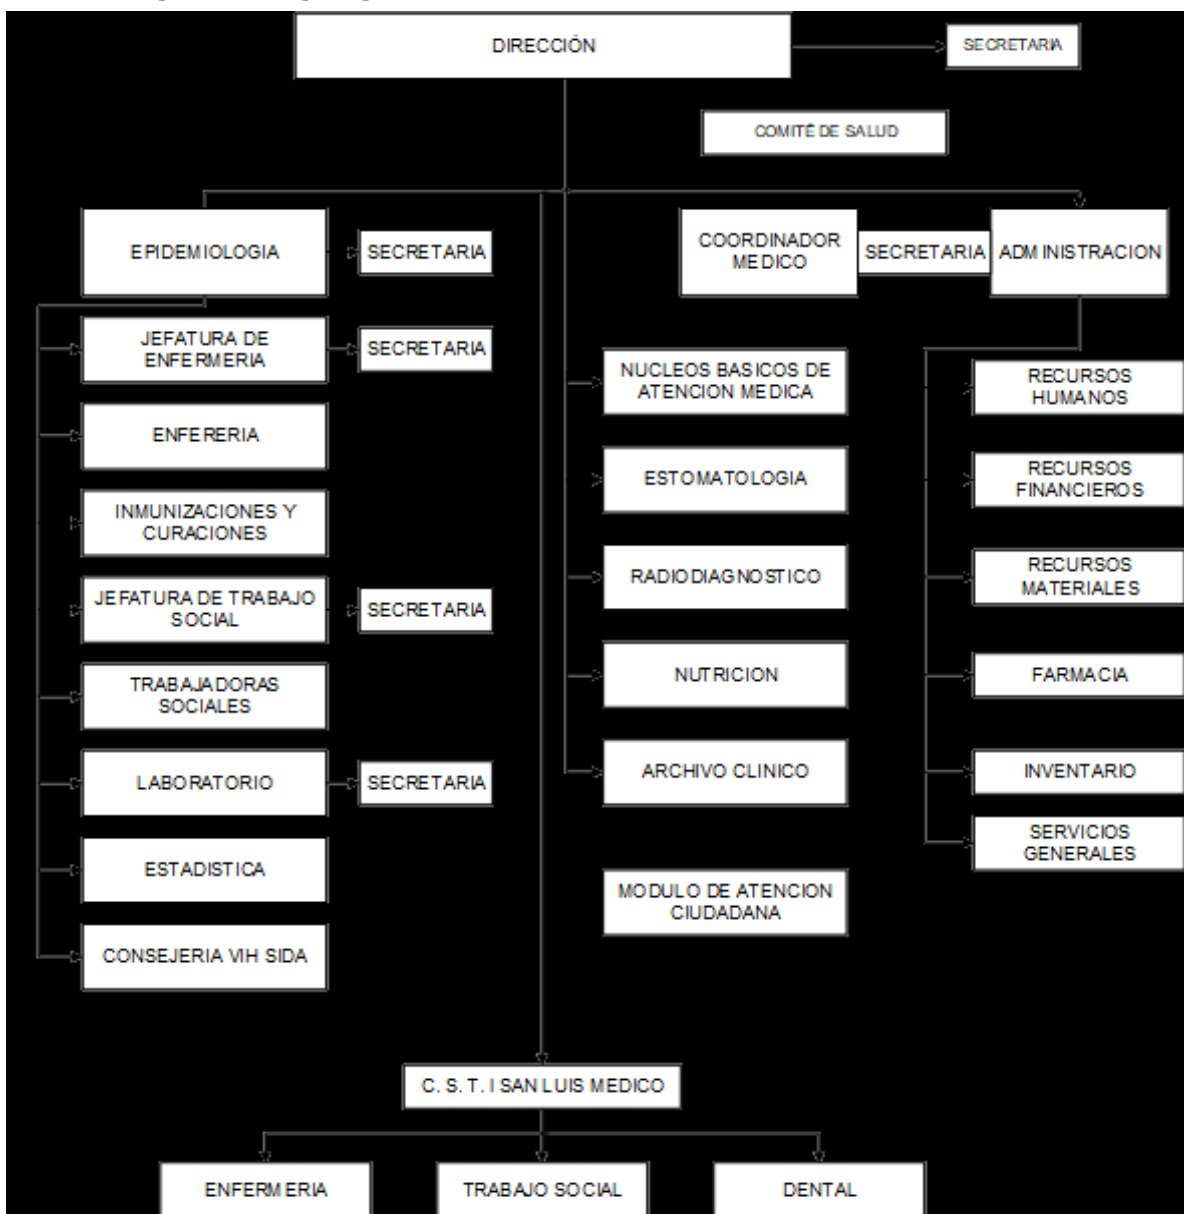 DIRECCIÓN
SECRETARIA
COMITÉ DE SALUD
EPIDEMIOLOGIA
SECRETARIA
COORDINADOR
MEDICO
SECRETARIA
ADMINISTRACION
JEFATURA DE
ENFERMERIA
SECRETARIA
ENFERERIA
INMUNIZACIONES Y
CURACIONES
JEFATURA DE TRABAJO
SOCIAL
SECRETARIA
TRABAJADORAS
SOCIALES
LABORATORIO
SECRETARIA
ESTADISTICA
CONSEJERIA VIH SIDA
NUCLEOS BASICOS DE
ATENCION MEDICA
ESTOMATOLOGIA
RADIODIAGNOSTICO
NUTRICION
ARCHIVO CLINICO
MODULO DE ATENCION
CIUDADANA
RECURSOS
HUMANOS
RECURSOS
FINANCIEROS
RECURSOS
MATERIALES
FARMACIA
INVENTARIO
SERVICIOS
GENERALES
C. S. T. I SAN LUIS MEDICO
ENFERMERIA
TRABAJO SOCIAL
DENTAL